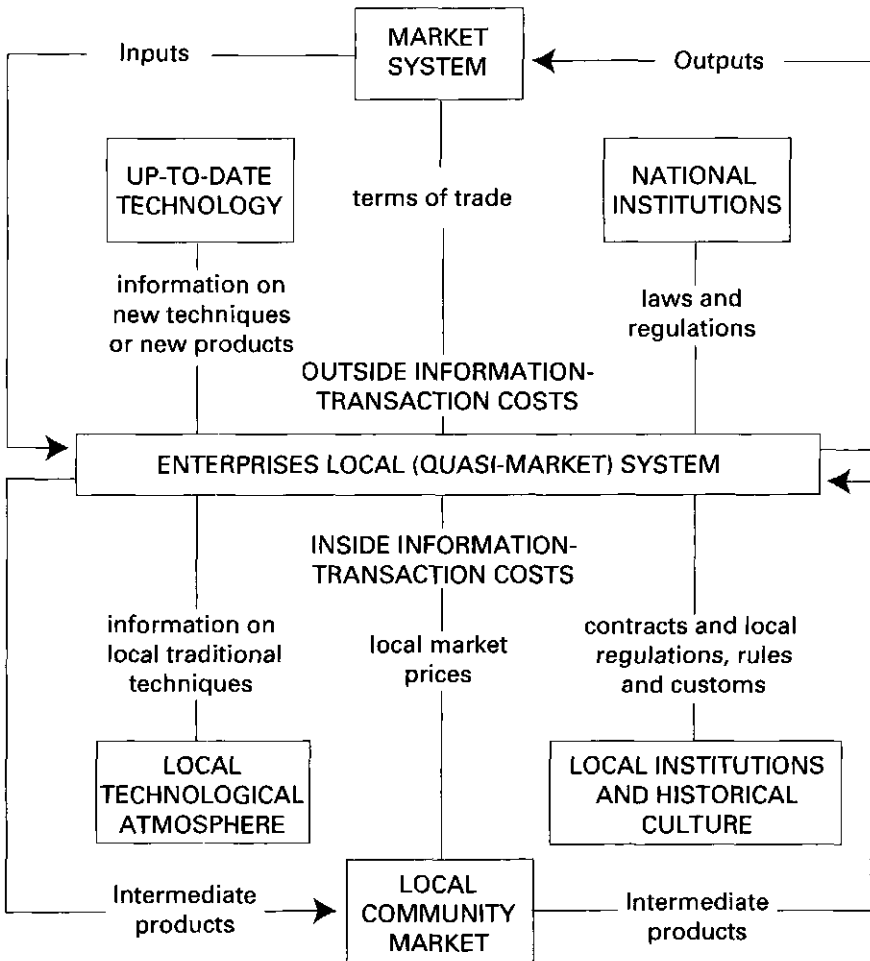 Inputs
MARKET
SYSTEM
Outputs
UP-TO-DATE
TECHNOLOGY
terms of trade
NATIONAL
INSTITUTIONS
information on
new techniques
or new products
laws and
regulations
OUTSIDE INFORMATION-
TRANSACTION COSTS
ENTERPRISES LOCAL (QUASI-MARKET) SYSTEM
INSIDE INFORMATION-
TRANSACTION COSTS
information on
local traditional
techniques
local market
prices
contracts and local
regulations, rules
and customs
LOCAL
TECHNOLOGICAL
ATMOSPHERE
LOCAL INSTITUTIONS
AND HISTORICAL
CULTURE
Intermediate
products
LOCAL
COMMUNITY
MARKET
Intermediate
products